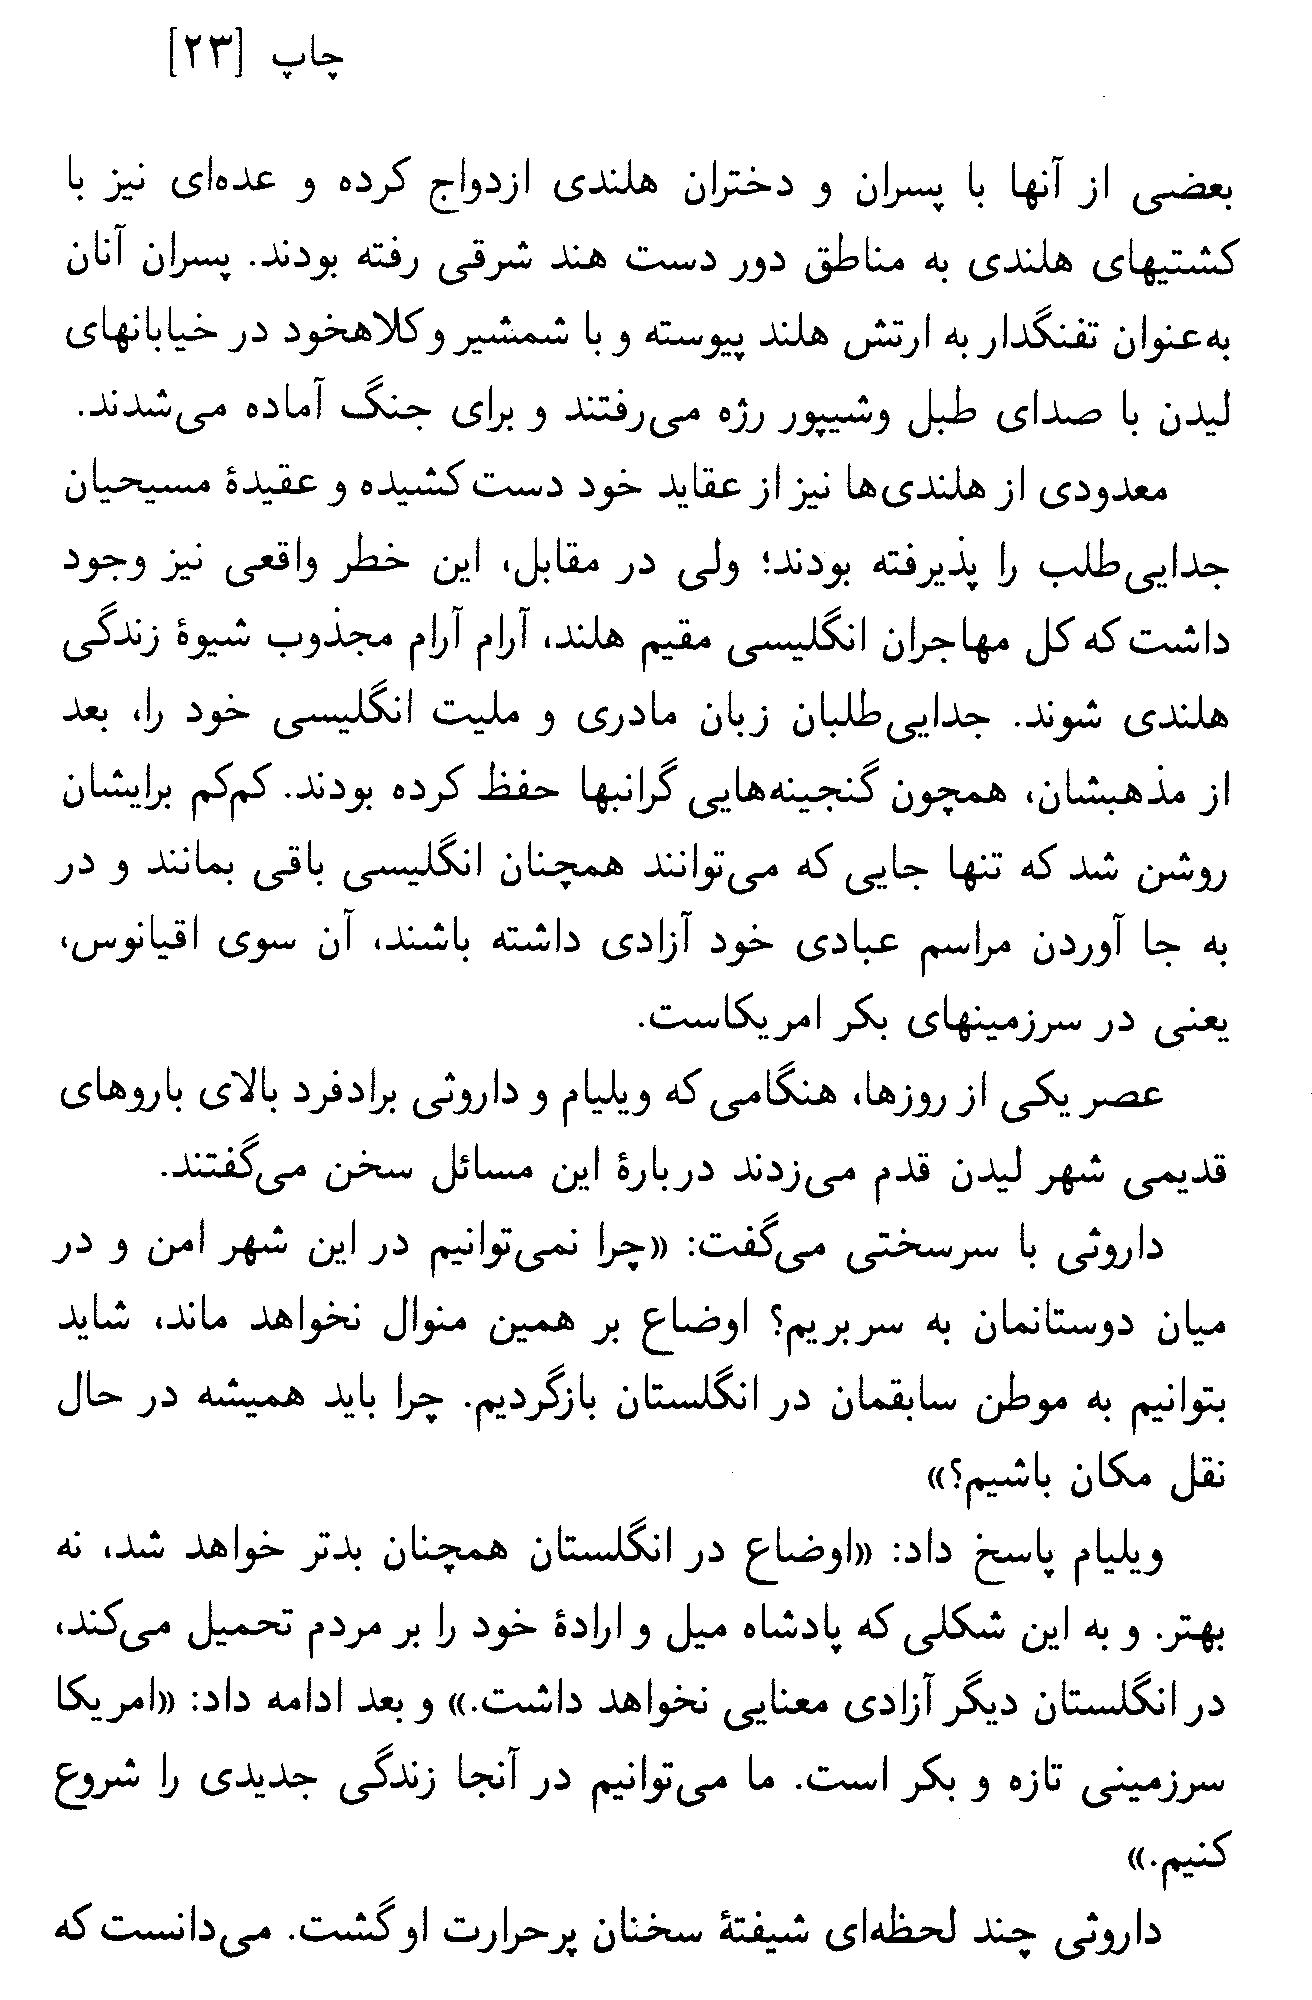 چاپ [۲۳]
بعضی از آنها با پسران و دختران هلندی ازدواج کرده و عده‌ای نیز با
کشتیهای هلندی به مناطق دور دست هند شرقی رفته بودند. پسران آنان
به‌عنوان تفنگدار به ارتش هلند پیوسته و با شمشیر و کلاهخود در خیابانهای
لیدن با صدای طبل وشیپور رژه می‌رفتند و برای جنگ آماده می‌شدند.
معدودی از هلندی‌ها نیز از عقاید خود دست کشیده و عقیدۀ مسیحیان
جدایی‌طلب را پذیرفته بودند؛ ولی در مقابل، این خطر واقعی نیز وجود
داشت که کل مهاجران انگلیسی مقیم هلند، آرام آرام مجذوب شیوۀ زندگی
هلندی شوند. جدایی‌طلبان زبان مادری و ملیت انگلیسی خود را، بعد
از مذهبشان، همچون گنجینه‌هایی گرانبها حفظ کرده بودند. کم‌کم برایشان
روشن شد که تنها جایی که می‌توانند همچنان انگلیسی باقی بمانند و در
به جا آوردن مراسم عبادی خود آزادی داشته باشند، آن سوی اقیانوس،
یعنی در سرزمینهای بکر امریکاست.
عصر یکی از روزها، هنگامی که ویلیام و داروثی برادفرد بالای باروهای
قدیمی شهر لیدن قدم می‌زدند دربارۀ این مسائل سخن می‌گفتند.
داروثی با سرسختی می‌گفت: «چرا نمی‌توانیم در این شهر امن و در
میان دوستانمان به سر بریم؟ اوضاع بر همین منوال نخواهد ماند، شاید
بتوانیم به موطن سابقمان در انگلستان بازگردیم. چرا باید همیشه در حال
نقل مکان باشیم؟»
ویلیام پاسخ داد: «اوضاع در انگلستان همچنان بدتر خواهد شد، نه
بهتر. و به این شکلی که پادشاه میل و ارادۀ خود را بر مردم تحمیل می‌کند،
در انگلستان دیگر آزادی معنایی نخواهد داشت.» و بعد ادامه داد: «امریکا
سرزمینی تازه و بکر است. ما می‌توانیم در آنجا زندگی جدیدی را شروع
کنیم.»
داروثی چند لحظه‌ای شیفتۀ سخنان پرحرارت او گشت. می‌دانست که